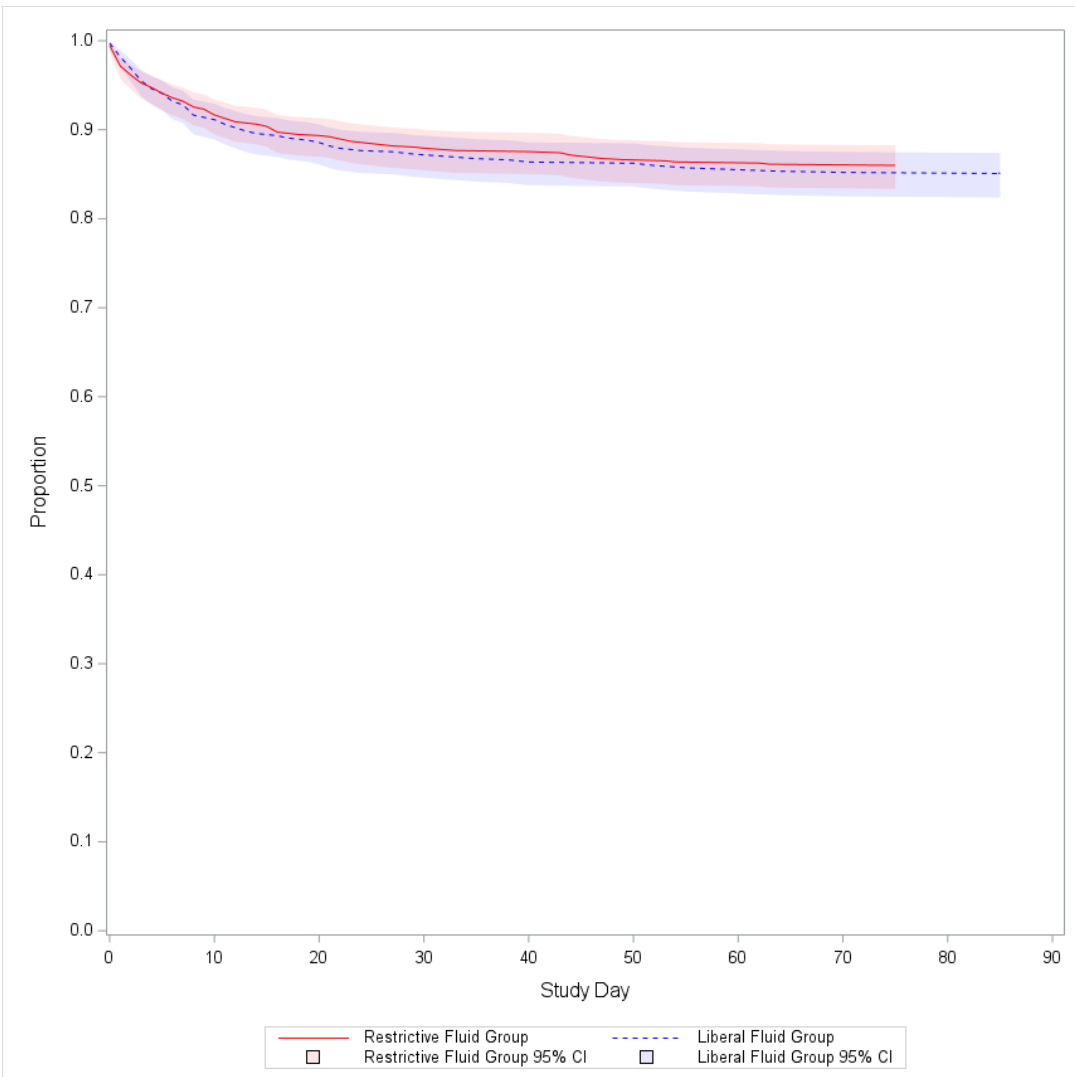 1.0
0.9
0.8
0.7
0.6
0.5
0.4
0.3
0.2
0.1
0.0
Proportion
0 10 20 30 40 50 60 70 80 90
Study Day
Restrictive Fluid Group Liberal Fluid Group
Restrictive Fluid Group 95% CI Liberal Fluid Group 95% CI